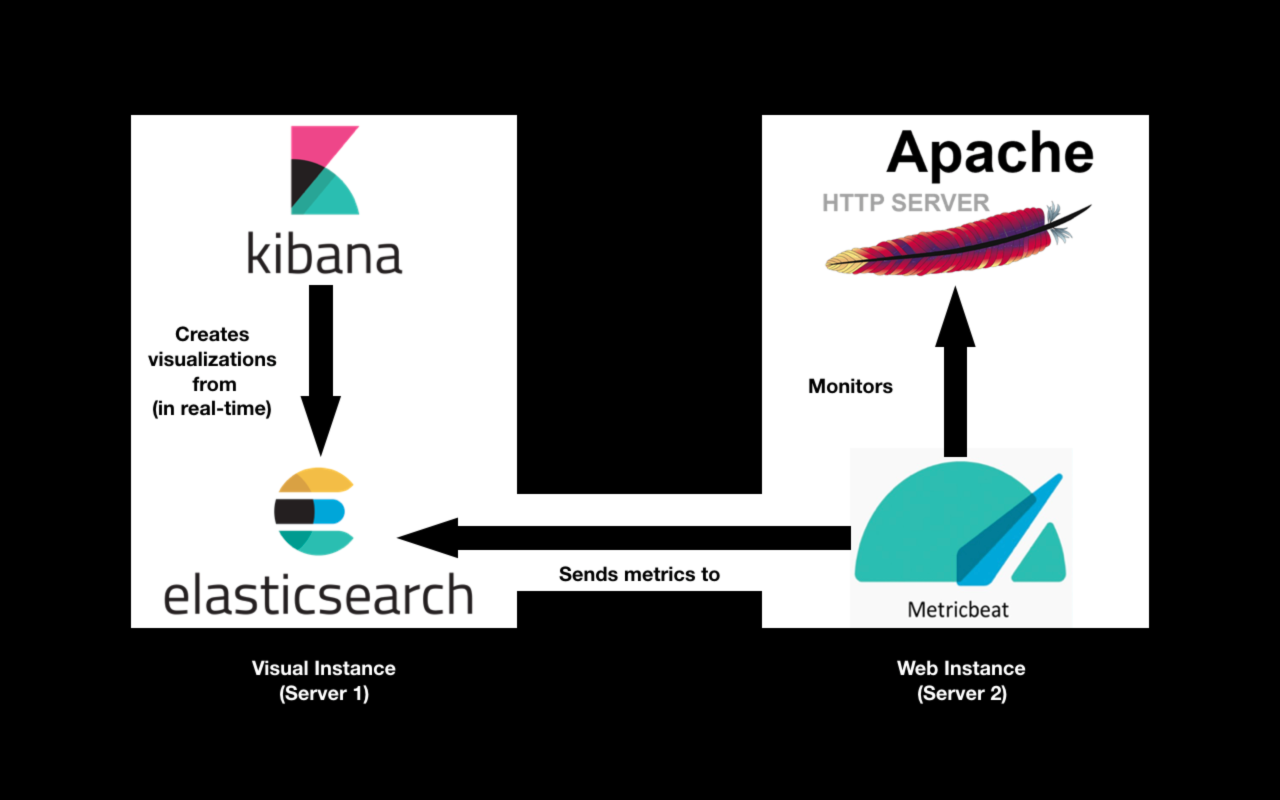 kibana
Creates
visualizations
from
(in real-time)
elasticsearch
Visual Instance
(Server 1)
Sends metrics to
Apache
HTTP SERVER
Monitors
Metricbeat
Web Instance
(Server 2)